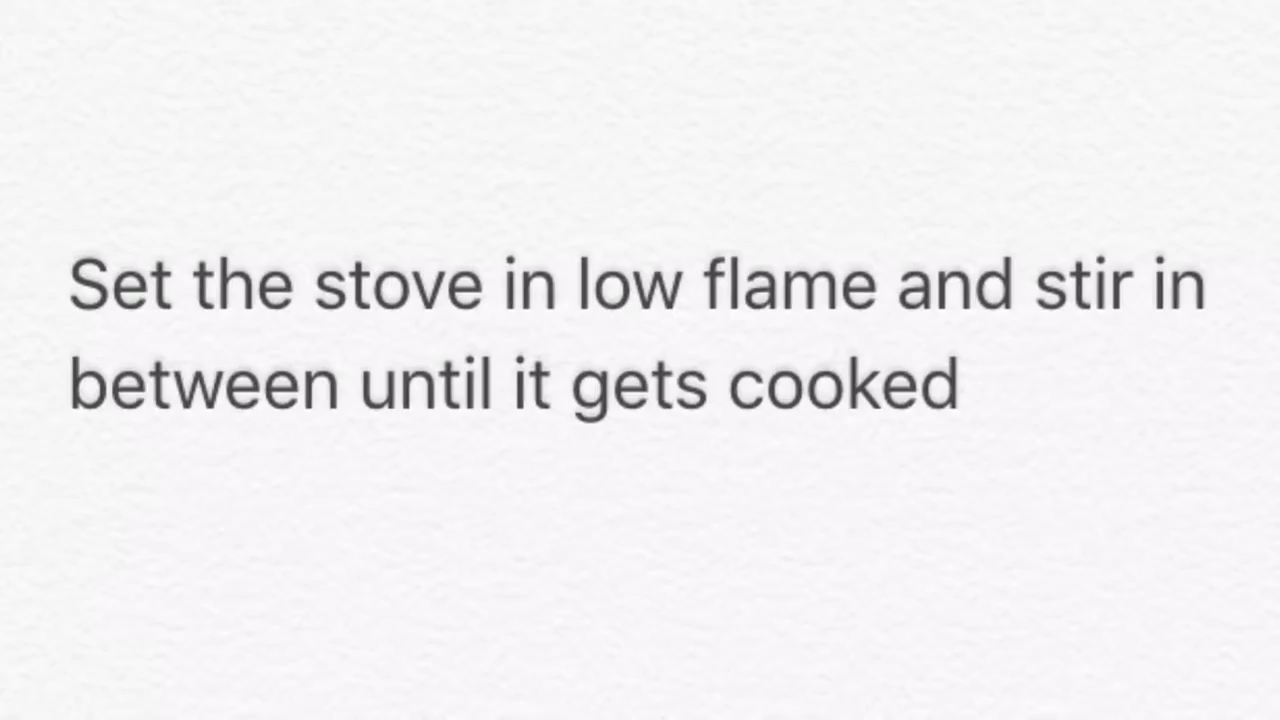 Set the stove in low flame and stir in
between until it gets cooked